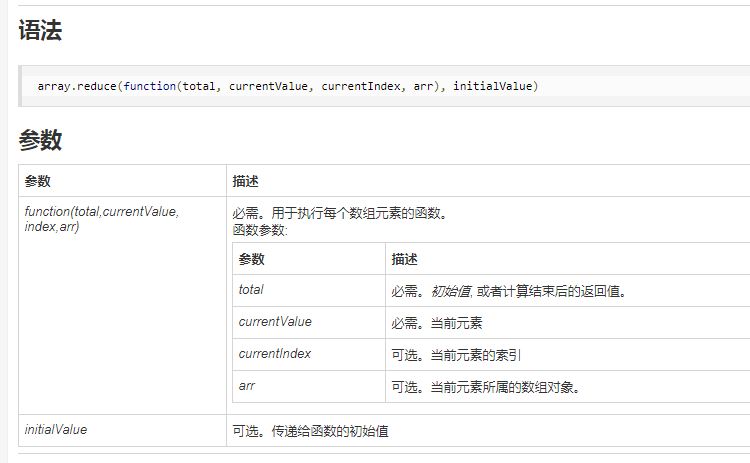 语法
array.reduce(function(total, currentValue, currentIndex, arr), initialValue)
参数
参数 描述
function(total,currentValue,
index,arr)
必需。用于执行每个数组元素的函数。
函数参数:
参数 描述
total 必需。初始值, 或者计算结束后的返回值。
currentValue 必需。当前元素
currentIndex 可选。当前元素的索引
arr 可选。当前元素所属的数组对象。
initialValue 可选。传递给函数的初始值